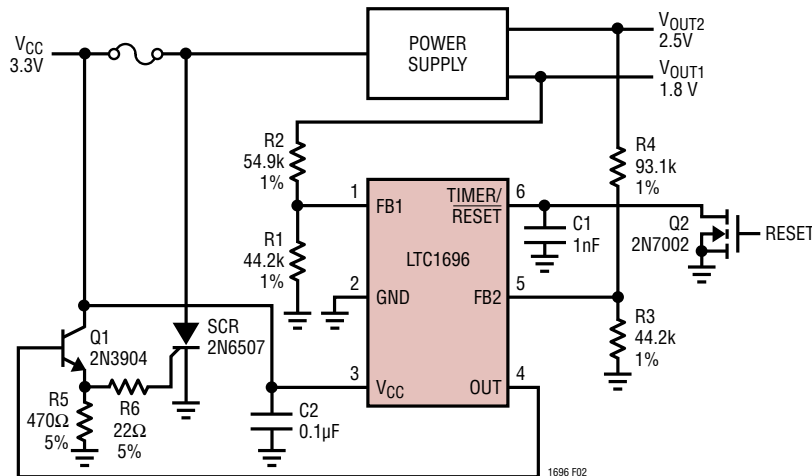 VCC
3.3V
POWER
SUPPLY
VOUT2
2.5V
VOUT1
1.8 V
R2
54.9k
1%
R4
93.1k
1%
1
FB1
TIMER/
RESET
6
C1
1nF
Q2
2N7002
RESET
R1
44.2k
1%
LTC1696
2
GND
FB2
5
R3
44.2k
1%
Q1
2N3904
SCR
2N6507
3
VCC
OUT
4
R5
470Ω
5%
R6
22Ω
5%
C2
0.1µF
1696 F02